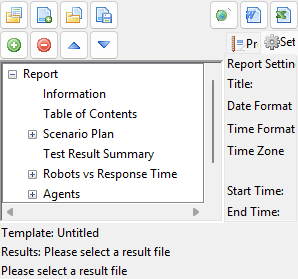 Pr
Set
Report
Information
Table of Contents
Scenario Plan
Test Result Summary
Robots vs Response Time
Agents
Report Settin
Title:
Date Format
Time Format
Time Zone
Start Time:
End Time:
Template: Untitled
Results: Please select a result file
Please select a result file